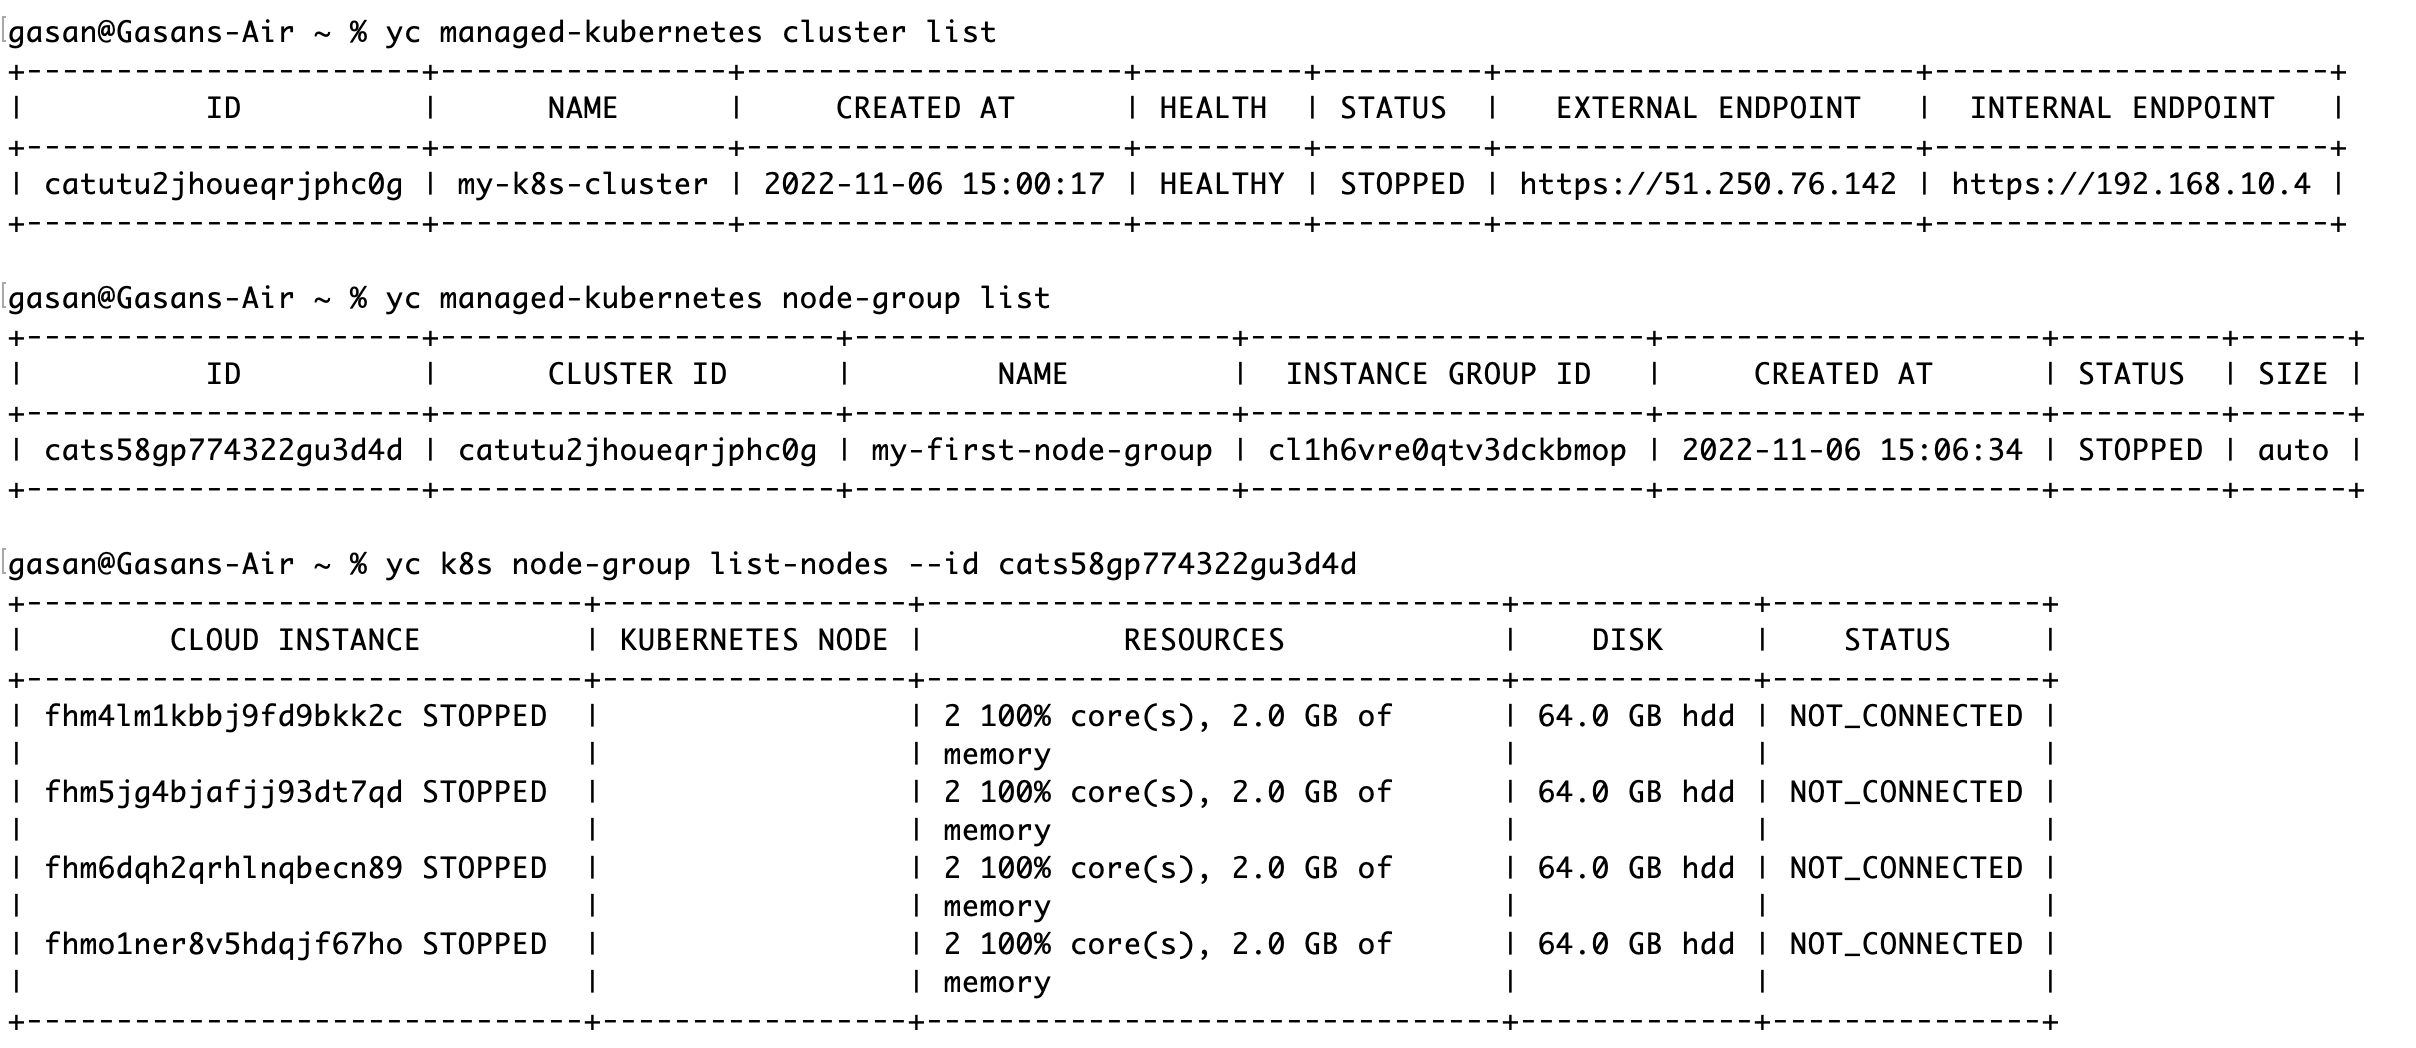 gasan@Gasans-Air ~ % yc managed-kubernetes cluster list
+----------------------+----------------+---------------------+---------+---------+-----------------------+----------------------+
|          ID          |      NAME      |     CREATED AT      | HEALTH  | STATUS  |   EXTERNAL ENDPOINT   |  INTERNAL ENDPOINT   |
+----------------------+----------------+---------------------+---------+---------+-----------------------+----------------------+
| catutu2jhoueqrjphc0g | my-k8s-cluster | 2022-11-06 15:00:17 | HEALTHY | STOPPED | https://51.250.76.142 | https://192.168.10.4 |
+----------------------+----------------+---------------------+---------+---------+-----------------------+----------------------+
gasan@Gasans-Air ~ % yc managed-kubernetes node-group list
+----------------------+----------------------+---------------------+----------------------+---------------------+---------+------+
|          ID          |      CLUSTER ID      |        NAME         |  INSTANCE GROUP ID   |     CREATED AT      | STATUS  | SIZE |
+----------------------+----------------------+---------------------+----------------------+---------------------+---------+------+
| cats58gp774322gu3d4d | catutu2jhoueqrjphc0g | my-first-node-group | cl1h6vre0qtv3dckbmop | 2022-11-06 15:06:34 | STOPPED | auto |
+----------------------+----------------------+---------------------+----------------------+---------------------+---------+------+
gasan@Gasans-Air ~ % yc k8s node-group list-nodes --id cats58gp774322gu3d4d
+-------------------------------+-----------------+--------------------------------+-------------+---------------+
|        CLOUD INSTANCE         | KUBERNETES NODE |           RESOURCES            |    DISK     |    STATUS     |
+-------------------------------+-----------------+--------------------------------+-------------+---------------+
| fhm4lm1kbbj9fd9bkk2c STOPPED  |                 | 2 100% core(s), 2.0 GB of      | 64.0 GB hdd | NOT_CONNECTED |
|                               |                 | memory                         |             |               |
| fhm5jg4bjafjj93dt7qd STOPPED  |                 | 2 100% core(s), 2.0 GB of      | 64.0 GB hdd | NOT_CONNECTED |
|                               |                 | memory                         |             |               |
| fhm6dqh2qrhlnqbecn89 STOPPED  |                 | 2 100% core(s), 2.0 GB of      | 64.0 GB hdd | NOT_CONNECTED |
|                               |                 | memory                         |             |               |
| fhmo1ner8v5hdqjf67ho STOPPED  |                 | 2 100% core(s), 2.0 GB of      | 64.0 GB hdd | NOT_CONNECTED |
|                               |                 | memory                         |             |               |
+-------------------------------+-----------------+--------------------------------+-------------+---------------+